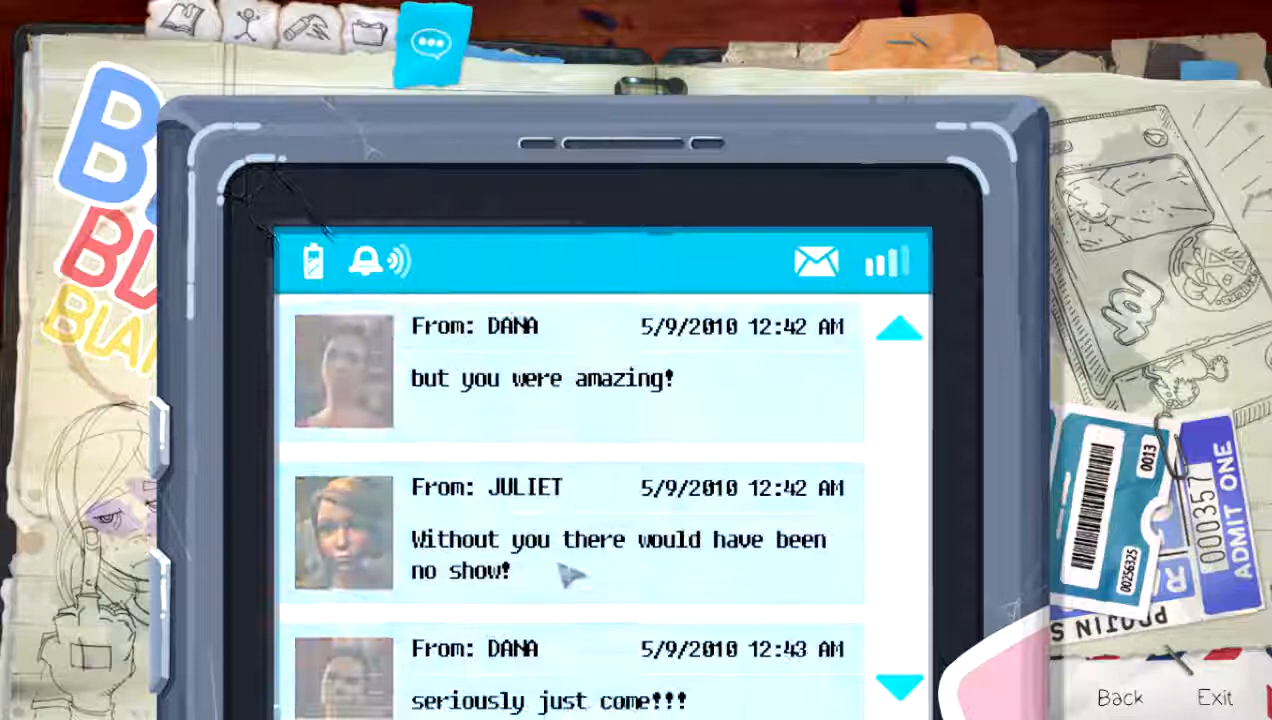 From: DANA 5/9/2010 12:42 AM
but you were amazing!
From: JULIET 5/9/2010 12:42 AM
Without you there would have been
no show!
From: DANA 5/9/2010 12:43 AM
seriously just come!!!
0013
00256325
000357
ADMIT ONE
Back Exit